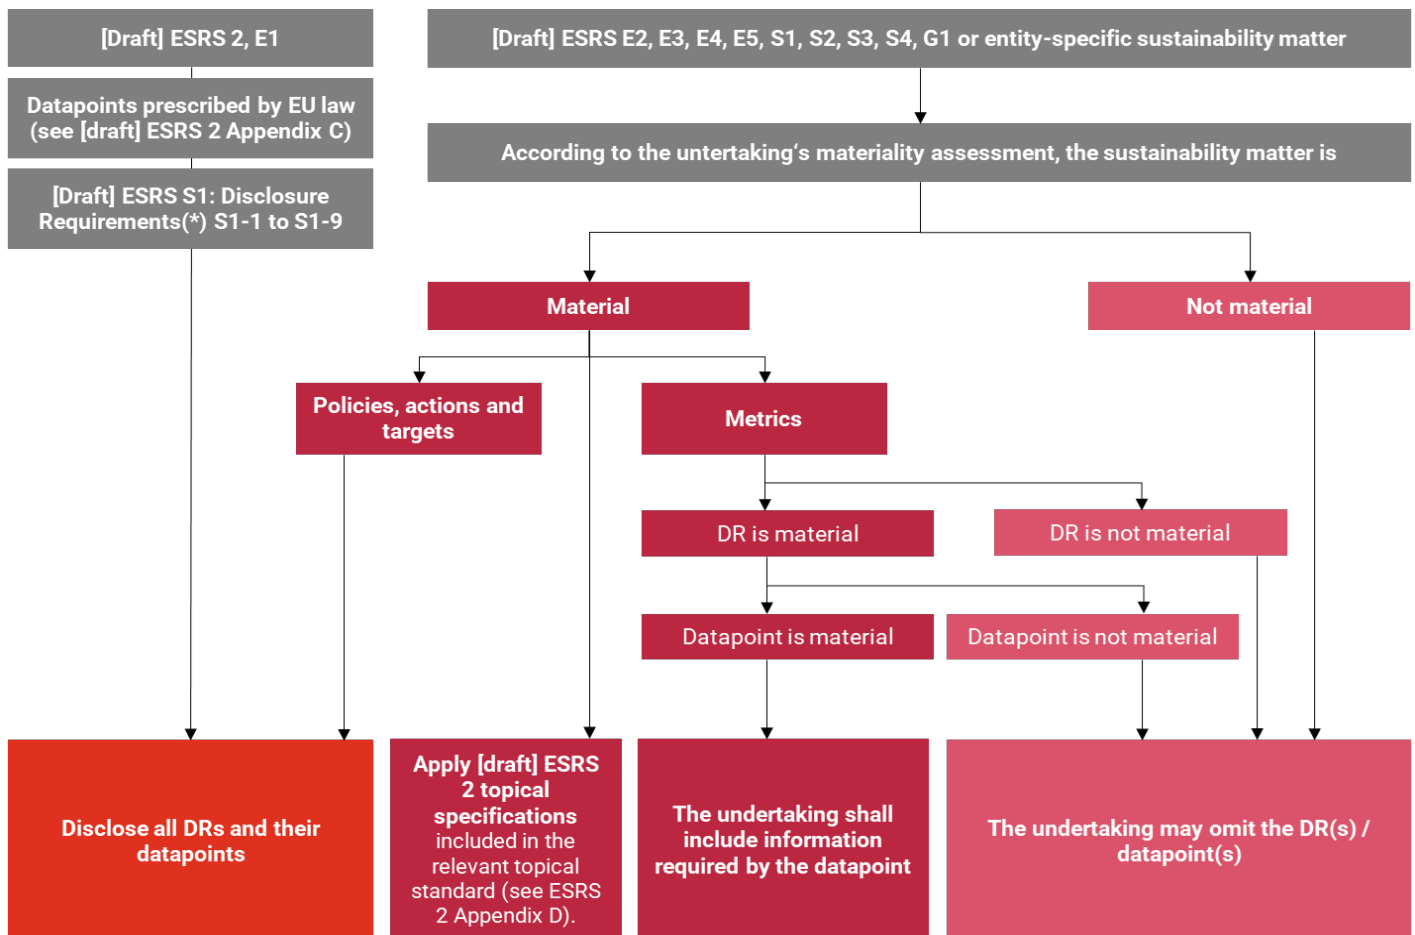 [Draft] ESRS 2, E1
[Draft] ESRS E2, E3, E4, E5, S1, S2, S3, S4, G1 or entity-specific sustainability matter
Datapoints prescribed by EU law
(see [draft] ESRS 2 Appendix C)
According to the untertaking‘s materiality assessment, the sustainability matter is
[Draft] ESRS S1: Disclosure
Requirements(*) S1-1 to S1-9
Material
Not material
Policies, actions and
targets
Metrics
DR is material
DR is not material
Datapoint is material
Datapoint is not material
Disclose all DRs and their
datapoints
Apply [draft] ESRS
2 topical
specifications
included in the
relevant topical
standard (see ESRS
2 Appendix D).
The undertaking shall
include information
required by the datapoint
The undertaking may omit the DR(s) /
datapoint(s)